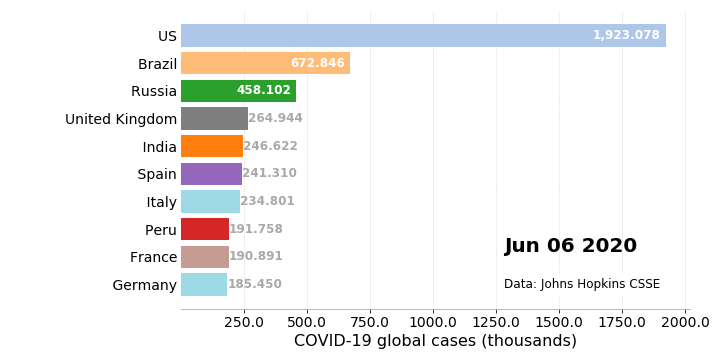 US 1,923.078
Brazil 672.846
Russia 458.102
United Kingdom 264.944
India 246.622
Spain 241.310
Italy 234.801
Peru 191.758
France 190.891
Germany 185.450
Jun 06 2020
Data: Johns Hopkins CSSE
250.0 500.0 750.0 1000.0 1250.0 1500.0 1750.0 2000.0
COVID-19 global cases (thousands)